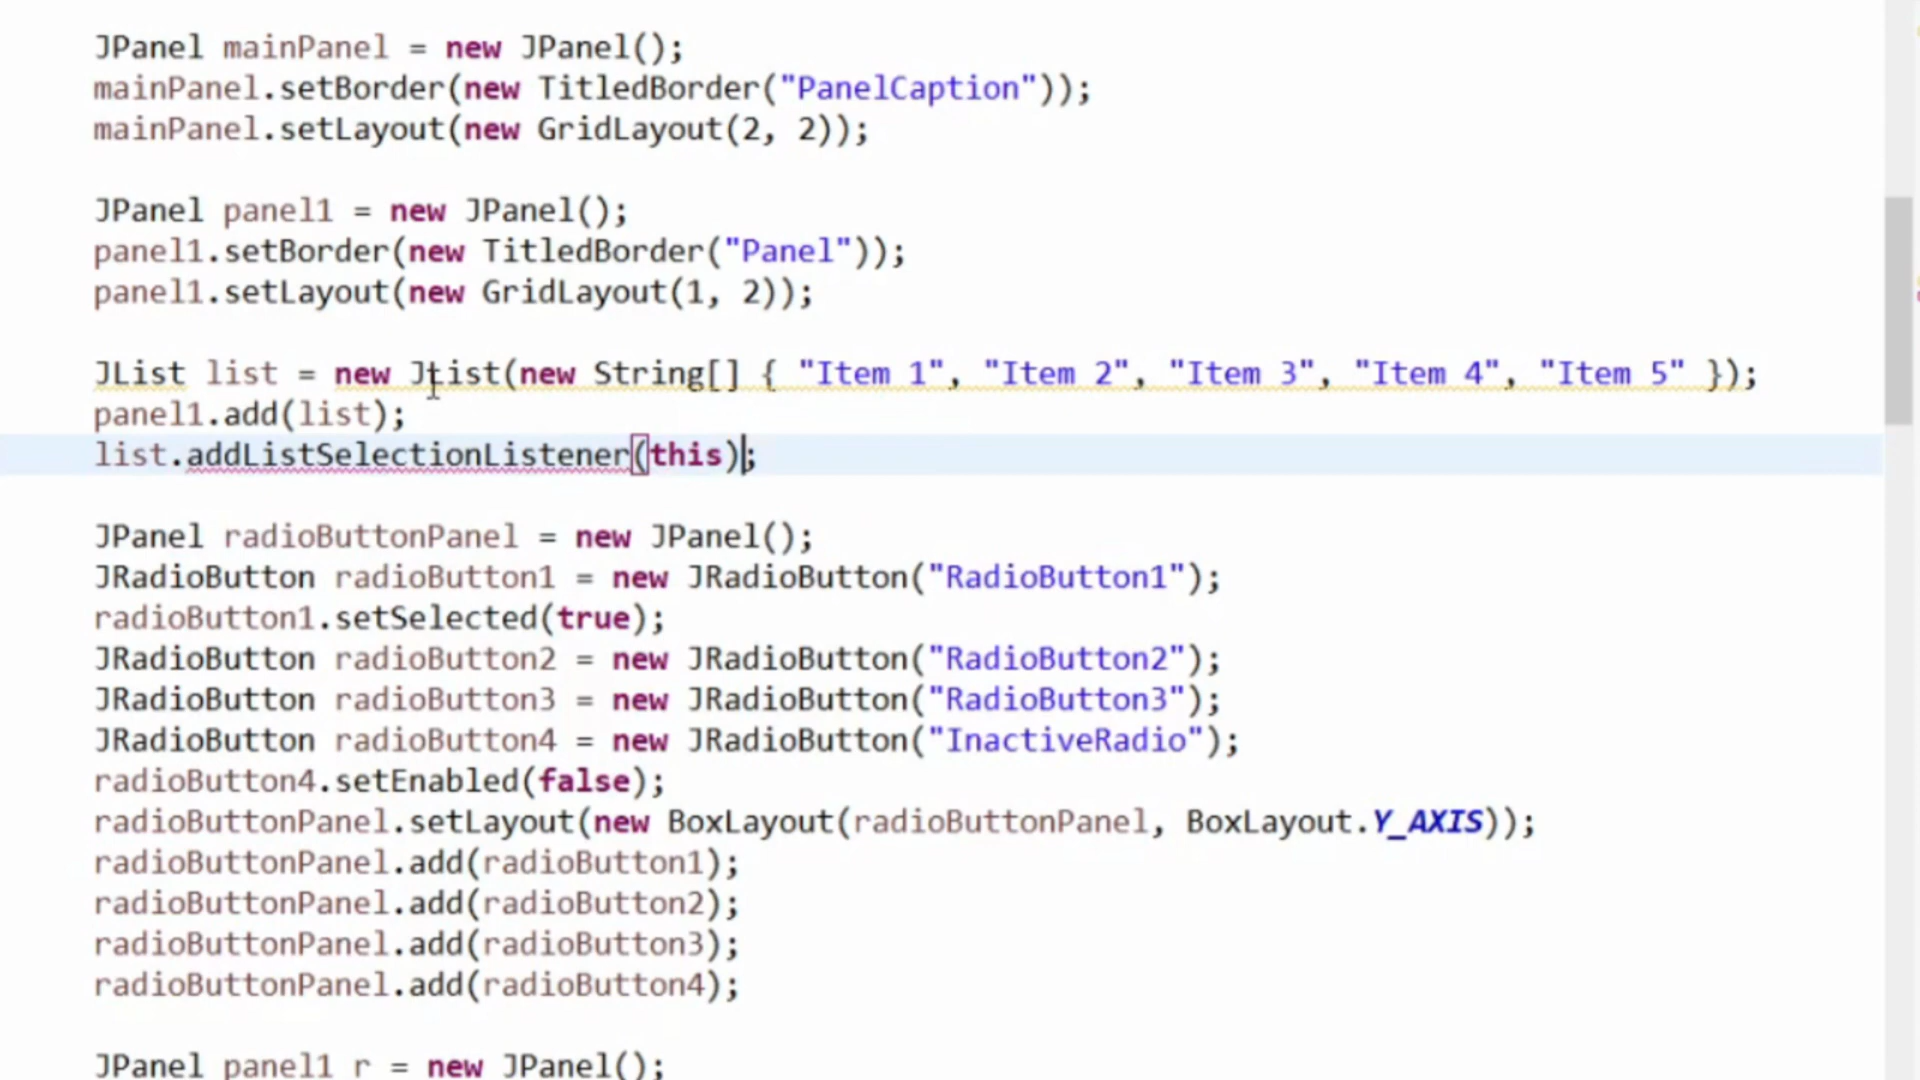 JPanel mainPanel = new JPanel();
mainPanel.setBorder(new TitledBorder("PanelCaption"));
mainPanel.setLayout(new GridLayout(2, 2));
JPanel panel1 = new JPanel();
panel1.setBorder(new TitledBorder("Panel"));
panel1.setLayout(new GridLayout(1, 2));
JList list = new JList(new String[] { "Item 1", "Item 2", "Item 3", "Item 4", "Item 5" });
panel1.add(list);
list.addListSelectionListener(this);
JPanel radioButtonPanel = new JPanel();
JRadioButton radioButton1 = new JRadioButton("RadioButton1");
radioButton1.setSelected(true);
JRadioButton radioButton2 = new JRadioButton("RadioButton2");
JRadioButton radioButton3 = new JRadioButton("RadioButton3");
JRadioButton radioButton4 = new JRadioButton("InactiveRadio");
radioButton4.setEnabled(false);
radioButtonPanel.setLayout(new BoxLayout(radioButtonPanel, BoxLayout.Y_AXIS));
radioButtonPanel.add(radioButton1);
radioButtonPanel.add(radioButton2);
radioButtonPanel.add(radioButton3);
radioButtonPanel.add(radioButton4);
JPanel panel1_r = new JPanel();